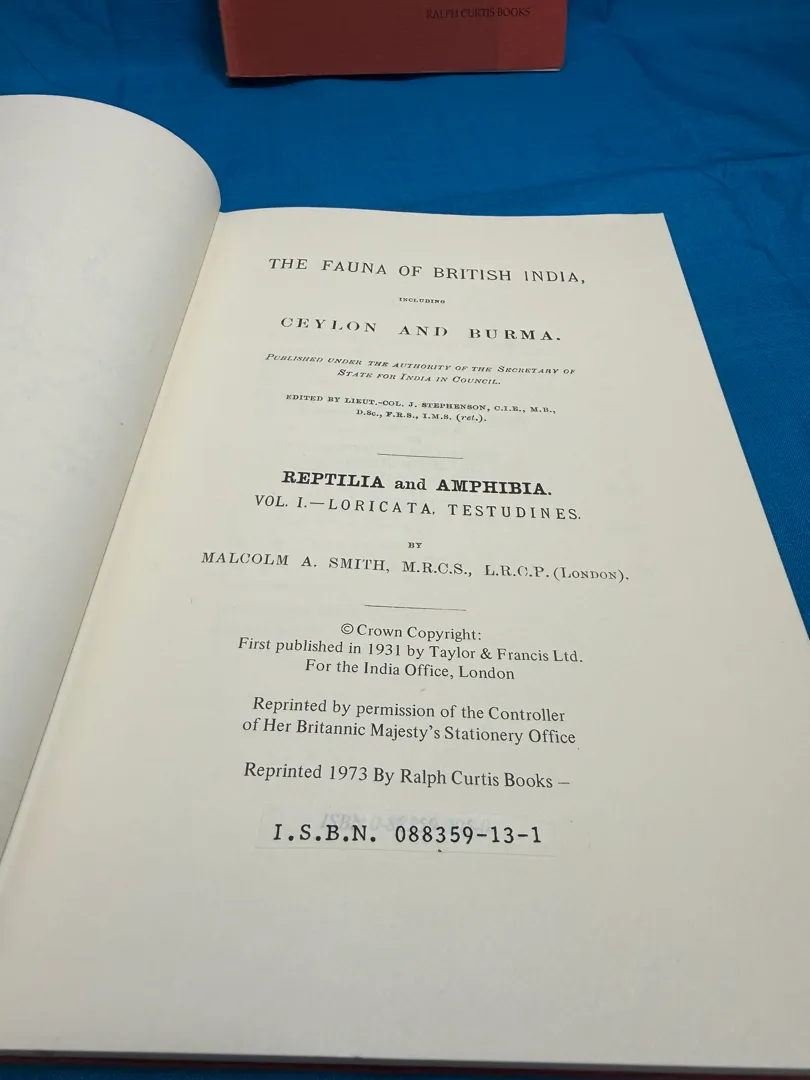 RALPH CURTIS BOOKS
THE FAUNA OF BRITISH INDIA,
INCLUDING
CEYLON AND BURMA.
PUBLISHED UNDER THE AUTHORITY OF THE SECRETARY OF
STATE FOR INDIA IN COUNCIL.
EDITED BY LIEUT.-COL. J. STEPHENSON, C.I.E., M.B.,
D.Sc., F.R.S., I.M.S. (ret.).
REPTILIA and AMPHIBIA.
VOL. I.—LORICATA, TESTUDINES.
BY
MALCOLM A. SMITH, M.R.C.S., L.R.C.P. (LONDON).
© Crown Copyright:
First published in 1931 by Taylor & Francis Ltd.
For the India Office, London
Reprinted by permission of the Controller
of Her Britannic Majesty's Stationery Office
Reprinted 1973 By Ralph Curtis Books —
I.S.B.N. 088359-13-1